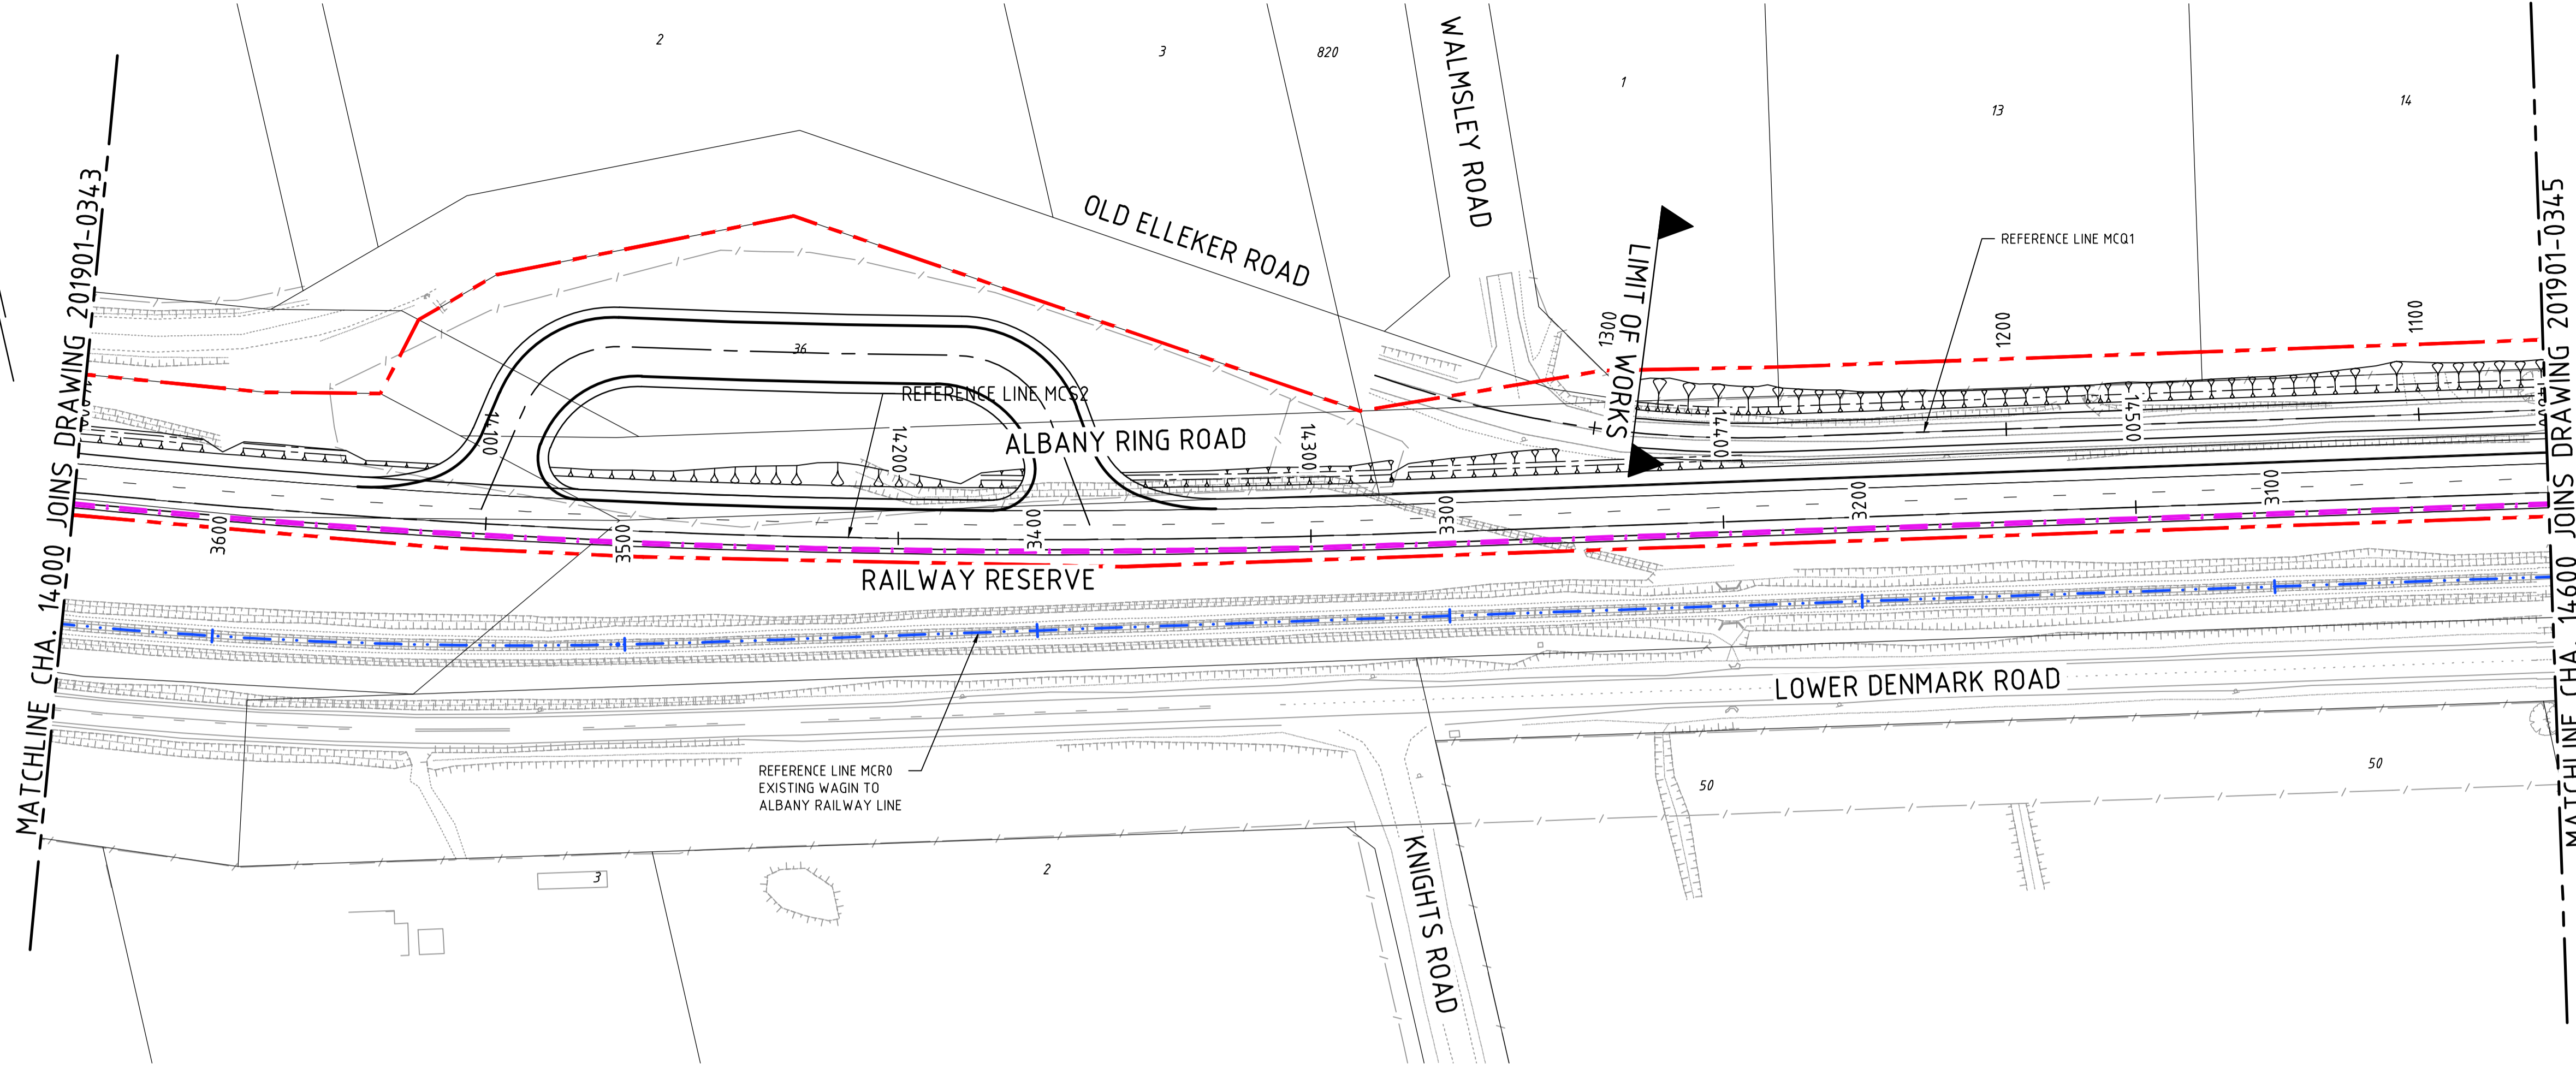 2
3
820
WALMSLEY ROAD
1
13
14
MATCHLINE CHA. 14000 JOINS DRAWING 201901-0343
OLD ELLEKER ROAD
LIMIT OF WORKS
REFERENCE LINE MCQ1
1300
1200
1100
36
REFERENCE LINE MCS2
ALBANY RING ROAD
14100
14200
14300
14400
14500
3600
3500
3400
3300
3200
3100
RAILWAY RESERVE
LOWER DENMARK ROAD
REFERENCE LINE MCR0
EXISTING WAGIN TO
ALBANY RAILWAY LINE
50
50
KNIGHTS ROAD
3
2
MATCHLINE CHA. 14600 JOINS DRAWING 201901-0345